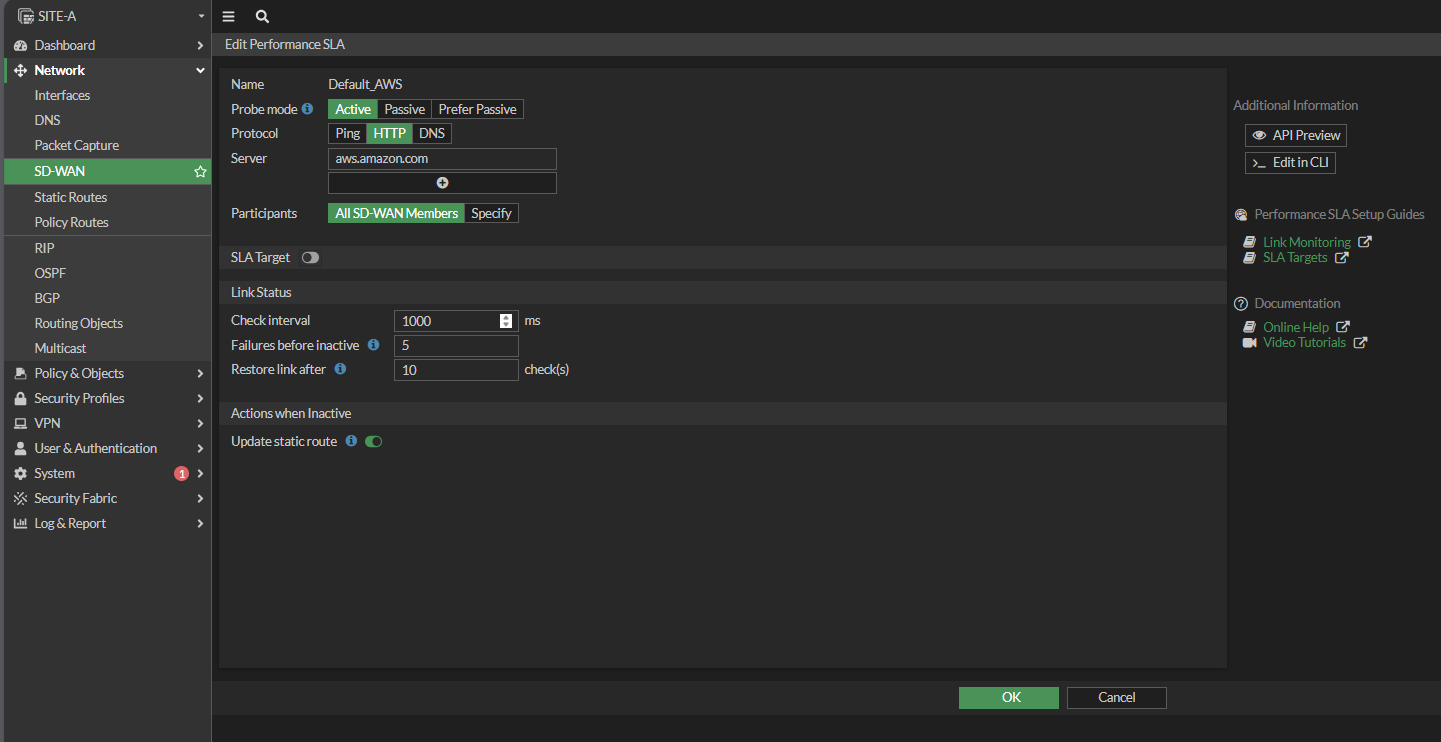 SITE-A
Dashboard
Network
Interfaces
DNS
Packet Capture
SD-WAN
Static Routes
Policy Routes
RIP
OSPF
BGP
Routing Objects
Multicast
Policy & Objects
Security Profiles
VPN
User & Authentication
System 1
Security Fabric
Log & Report
Edit Performance SLA
Name Default_AWS
Probe mode Active Passive Prefer Passive
Protocol Ping HTTP DNS
Server aws.amazon.com
Participants All SD-WAN Members Specify
SLA Target
Link Status
Check interval 1000 ms
Failures before inactive 5
Restore link after 10 check(s)
Actions when Inactive
Update static route
OK Cancel
Additional Information
API Preview
>_ Edit in CLI
Performance SLA Setup Guides
Link Monitoring
SLA Targets
Documentation
Online Help
Video Tutorials